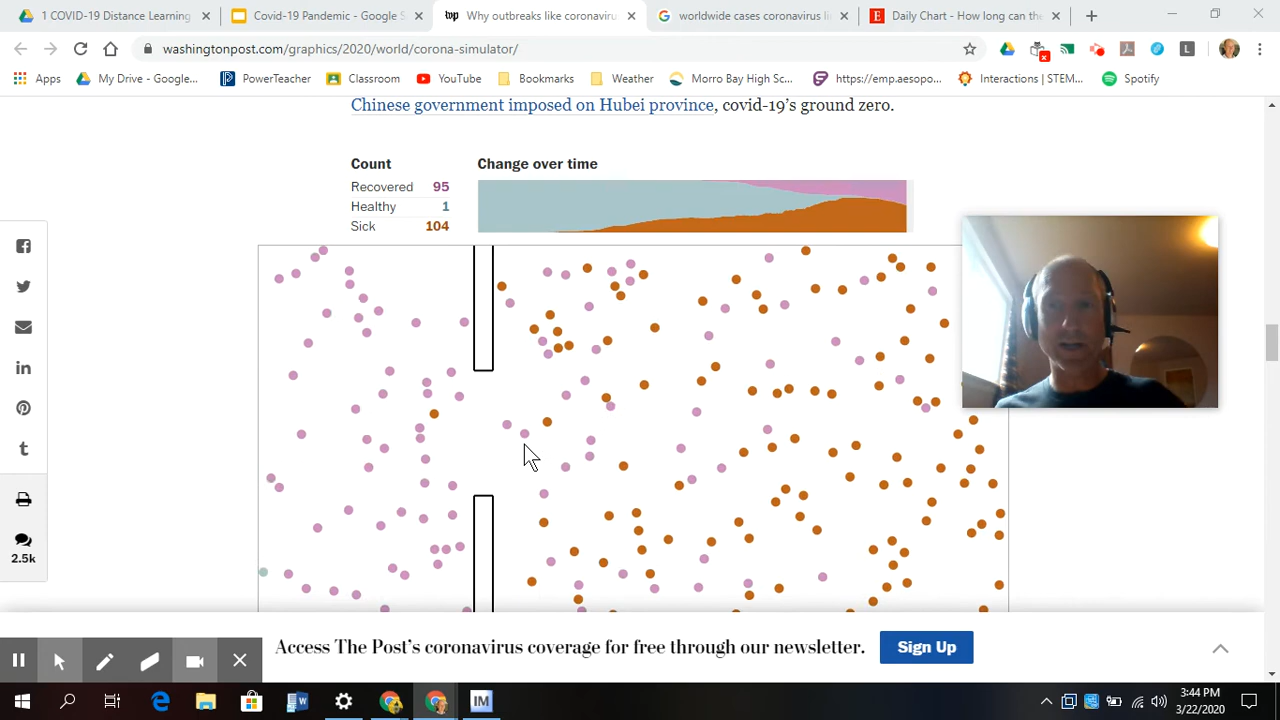 1 COVID-19 Distance Learning
Covid-19 Pandemic - Google S
wp
Why outbreaks like coronaviru
worldwide cases coronavirus li
Daily Chart - How long can the
washingtonpost.com/graphics/2020/world/corona-simulator/
L
Apps
My Drive - Google...
PowerTeacher
Classroom
YouTube
Bookmarks
Weather
Morro Bay High Sc...
https://emp.aesopo...
Interactions | STEM...
Spotify
Chinese government imposed on Hubei province, covid-19's ground zero.
Count
Change over time
Recovered 95
Healthy 1
Sick 104
2.5k
Access The Post's coronavirus coverage for free through our newsletter.
Sign Up
IM
3:44 PM
3/22/2020